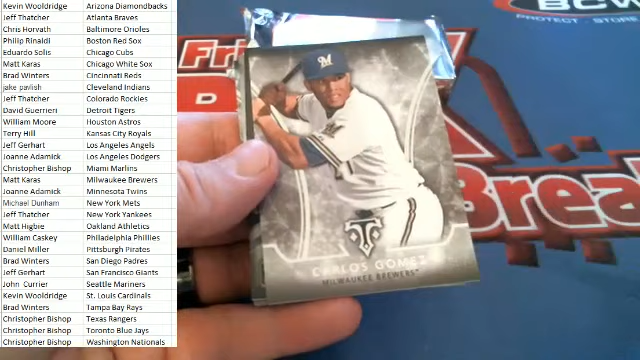 Kevin Wooldridge Arizona Diamondbacks
Jeff Thatcher Atlanta Braves
Chris Horvath Baltimore Orioles
Philip Rinaldi Boston Red Sox
Eduardo Solis Chicago Cubs
Matt Karas Chicago White Sox
Brad Winters Cincinnati Reds
jake pavlish Cleveland Indians
Jeff Thatcher Colorado Rockies
David Guerrieri Detroit Tigers
William Moore Houston Astros
Terry Hill Kansas City Royals
Jeff Gerhart Los Angeles Angels
Joanne Adamick Los Angeles Dodgers
Christopher Bishop Miami Marlins
Matt Karas Milwaukee Brewers
Joanne Adamick Minnesota Twins
Michael Dunham New York Mets
Jeff Thatcher New York Yankees
Matt Higbie Oakland Athletics
William Caskey Philadelphia Phillies
Daniel Miller Pittsburgh Pirates
Brad Winters San Diego Padres
Jeff Gerhart San Francisco Giants
John Currier Seattle Mariners
Kevin Wooldridge St. Louis Cardinals
Brad Winters Tampa Bay Rays
Christopher Bishop Texas Rangers
Christopher Bishop Toronto Blue Jays
Christopher Bishop Washington Nationals
BCW
PROTECT · STORE
Brea
M
T
CARLOS GOMEZ
MILWAUKEE BREWERS